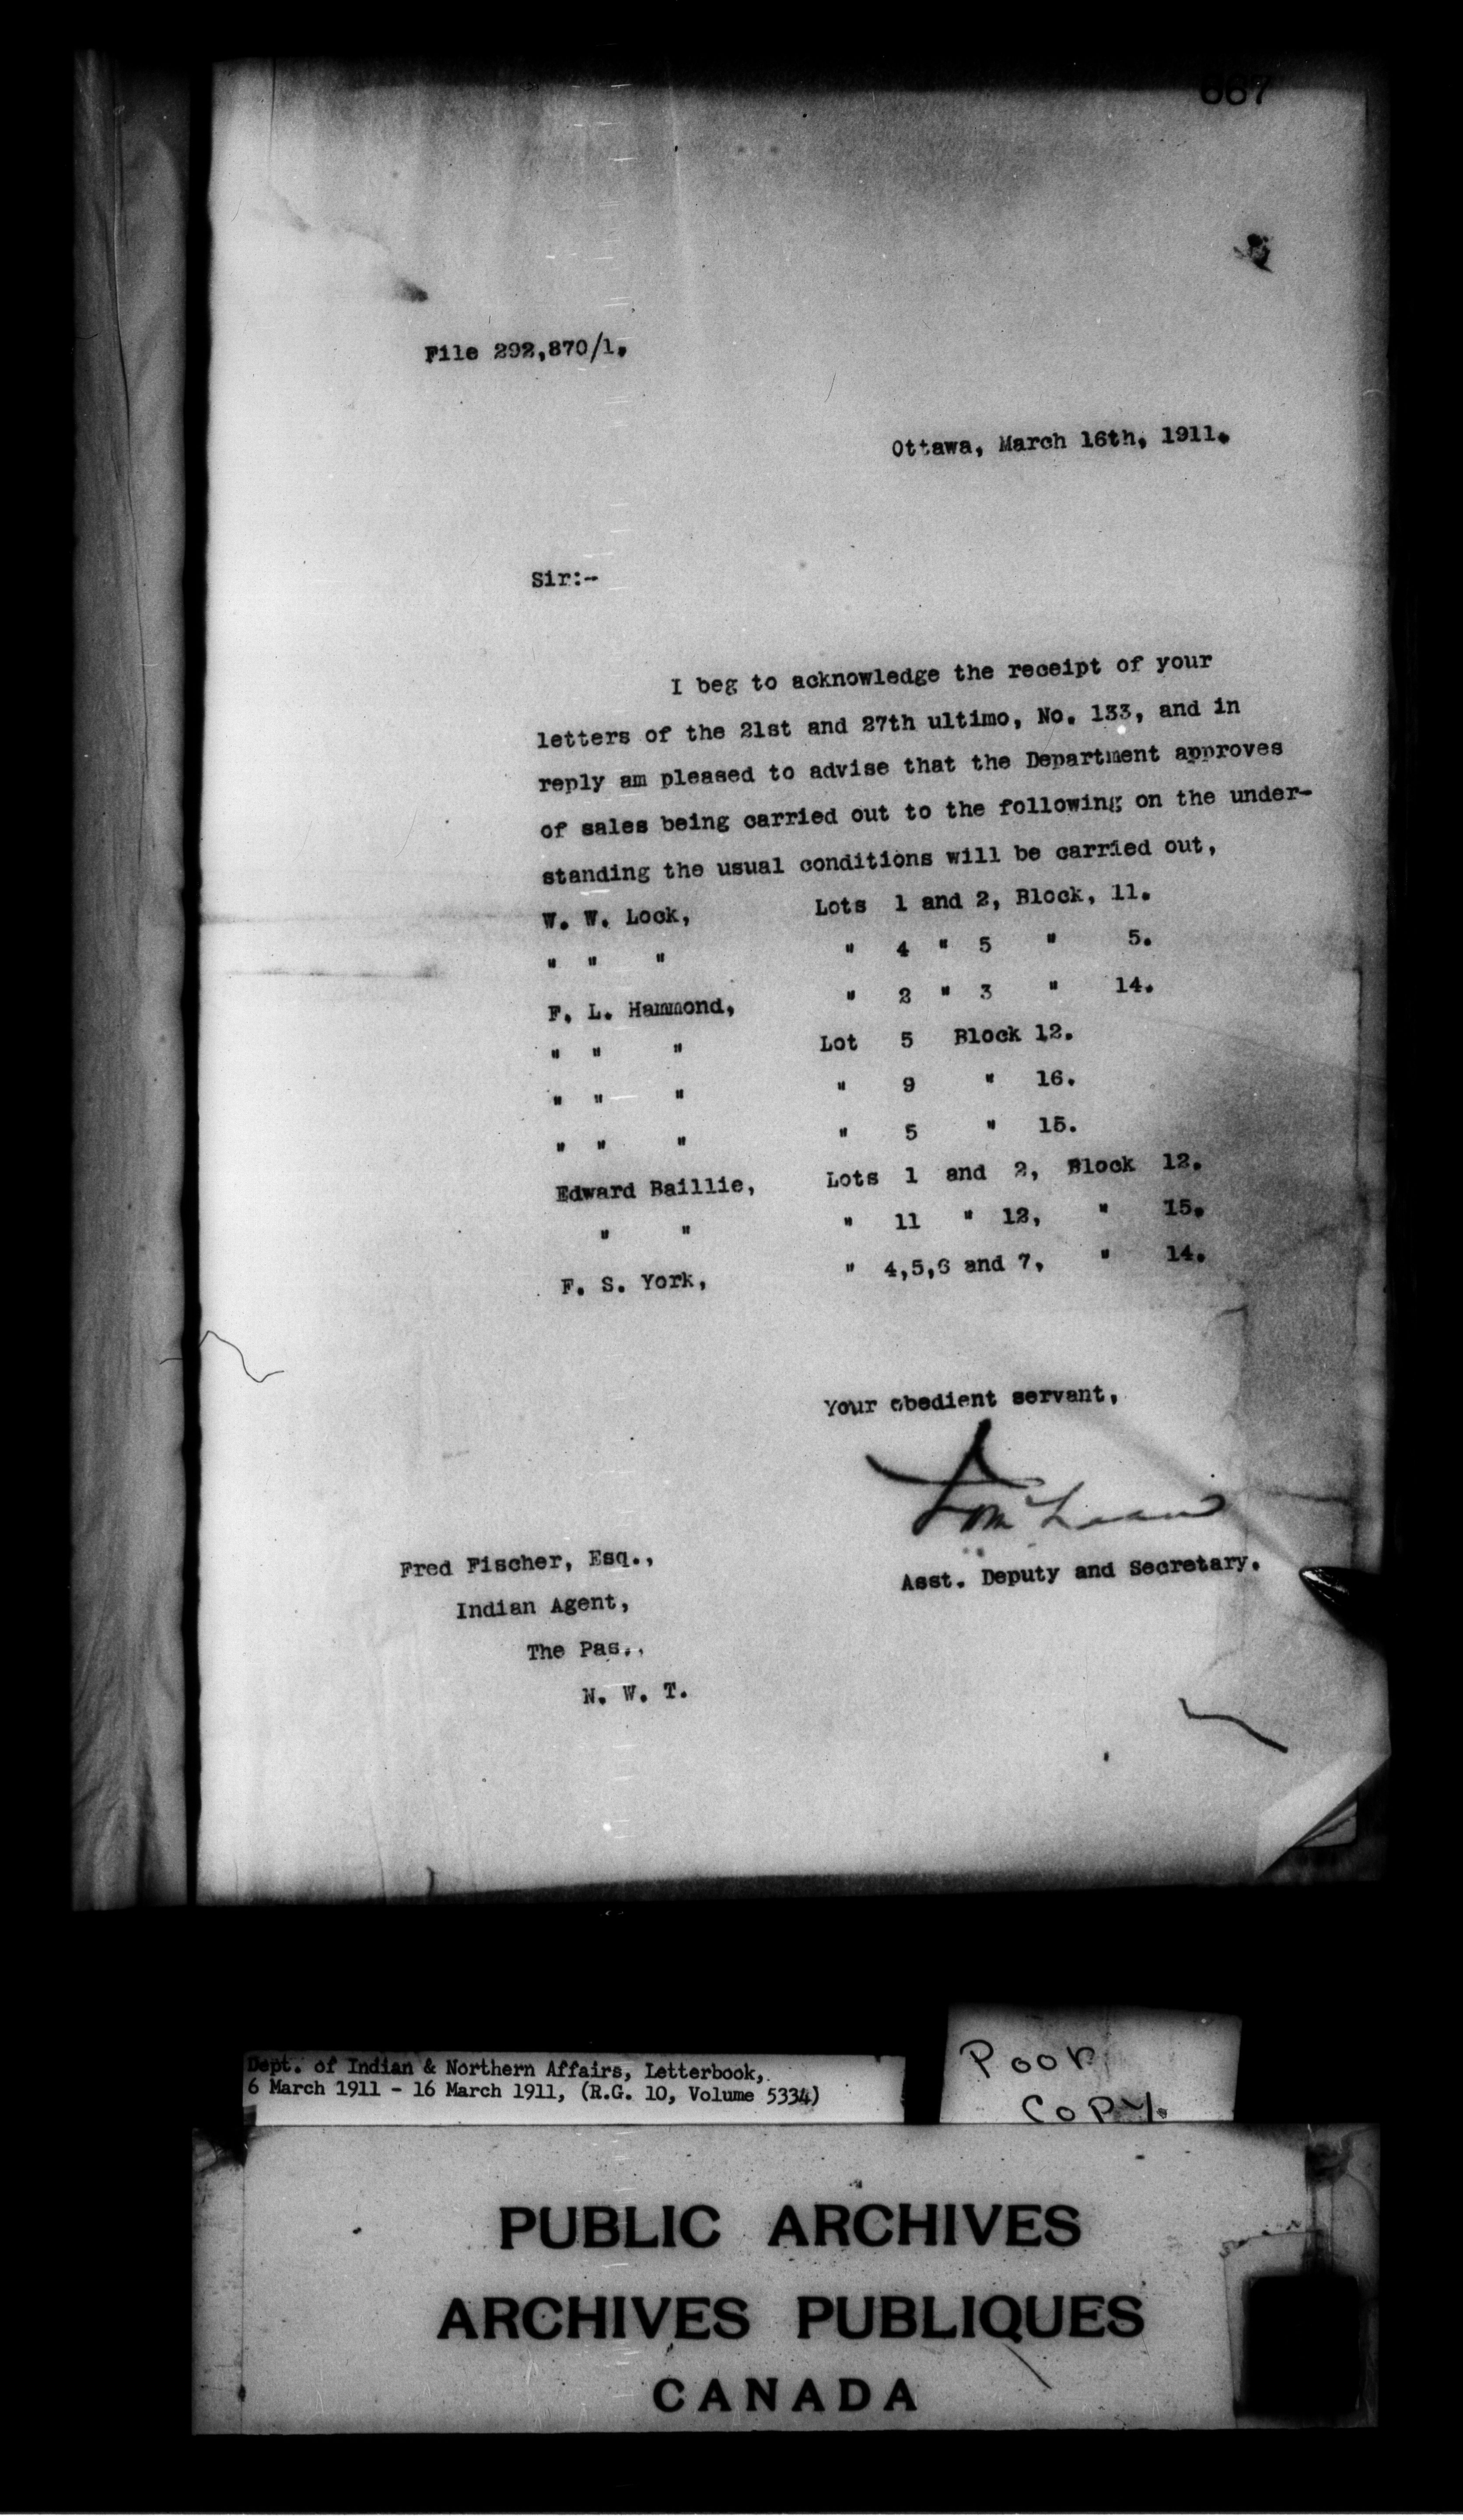 667
File 292,870/1.
Ottawa, March 16th, 1911.
Sir:-
I beg to acknowledge the receipt of your
letters of the 21st and 27th ultimo, No. 133, and in
reply am pleased to advise that the Department approves
of sales being carried out to the following on the under-
standing the usual conditions will be carried out,
W. W. Lock, Lots 1 and 2, Block, 11.
" " " " 4 " 5 " 5.
F. L. Hammond, " 2 " 3 " 14.
" " " Lot 5 Block 12.
" " " " 9 " 16.
" " " " 5 " 15.
Edward Baillie, Lots 1 and 2, Block 12.
" " " 11 " 12, " 15.
F. S. York, " 4,5,6 and 7, " 14.
Your obedient servant,
Asst. Deputy and Secretary.
Fred Fischer, Esq.,
Indian Agent,
The Pas.,
N. W. T.
Dept. of Indian & Northern Affairs, Letterbook,
6 March 1911 - 16 March 1911, (R.G. 10, Volume 5334)
Poor
Copy.
PUBLIC ARCHIVES
ARCHIVES PUBLIQUES
CANADA